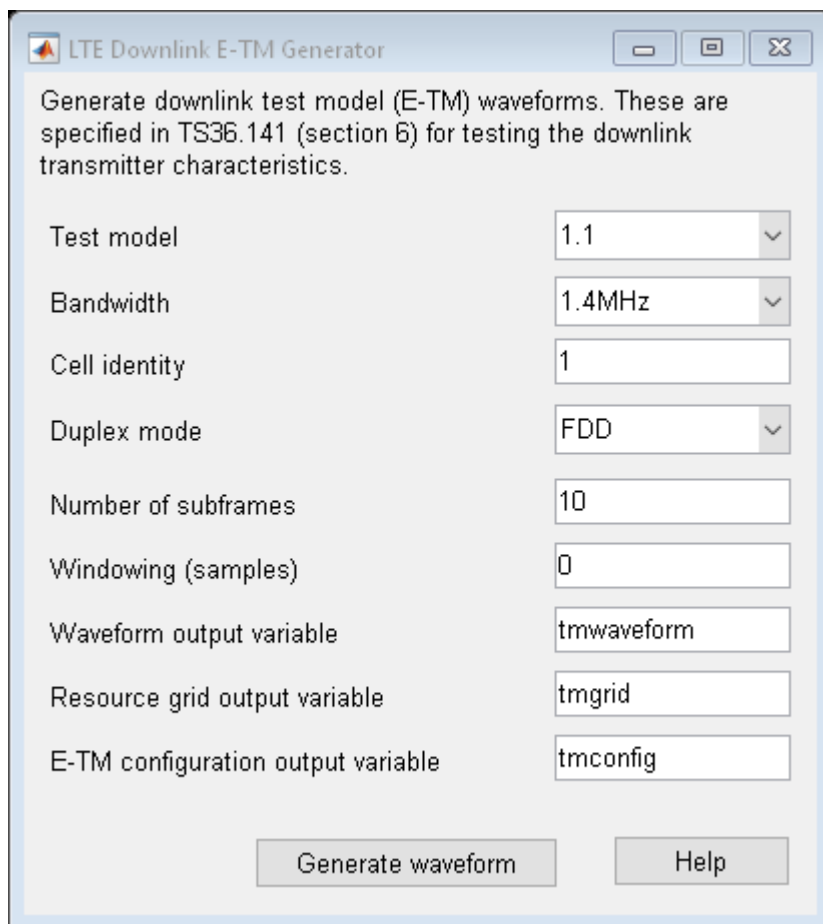 LTE Downlink E-TM Generator
Generate downlink test model (E-TM) waveforms. These are
specified in TS36.141 (section 6) for testing the downlink
transmitter characteristics.
Test model 1.1
Bandwidth 1.4MHz
Cell identity 1
Duplex mode FDD
Number of subframes 10
Windowing (samples) 0
Waveform output variable tmwaveform
Resource grid output variable tmgrid
E-TM configuration output variable tmconfig
Generate waveform Help